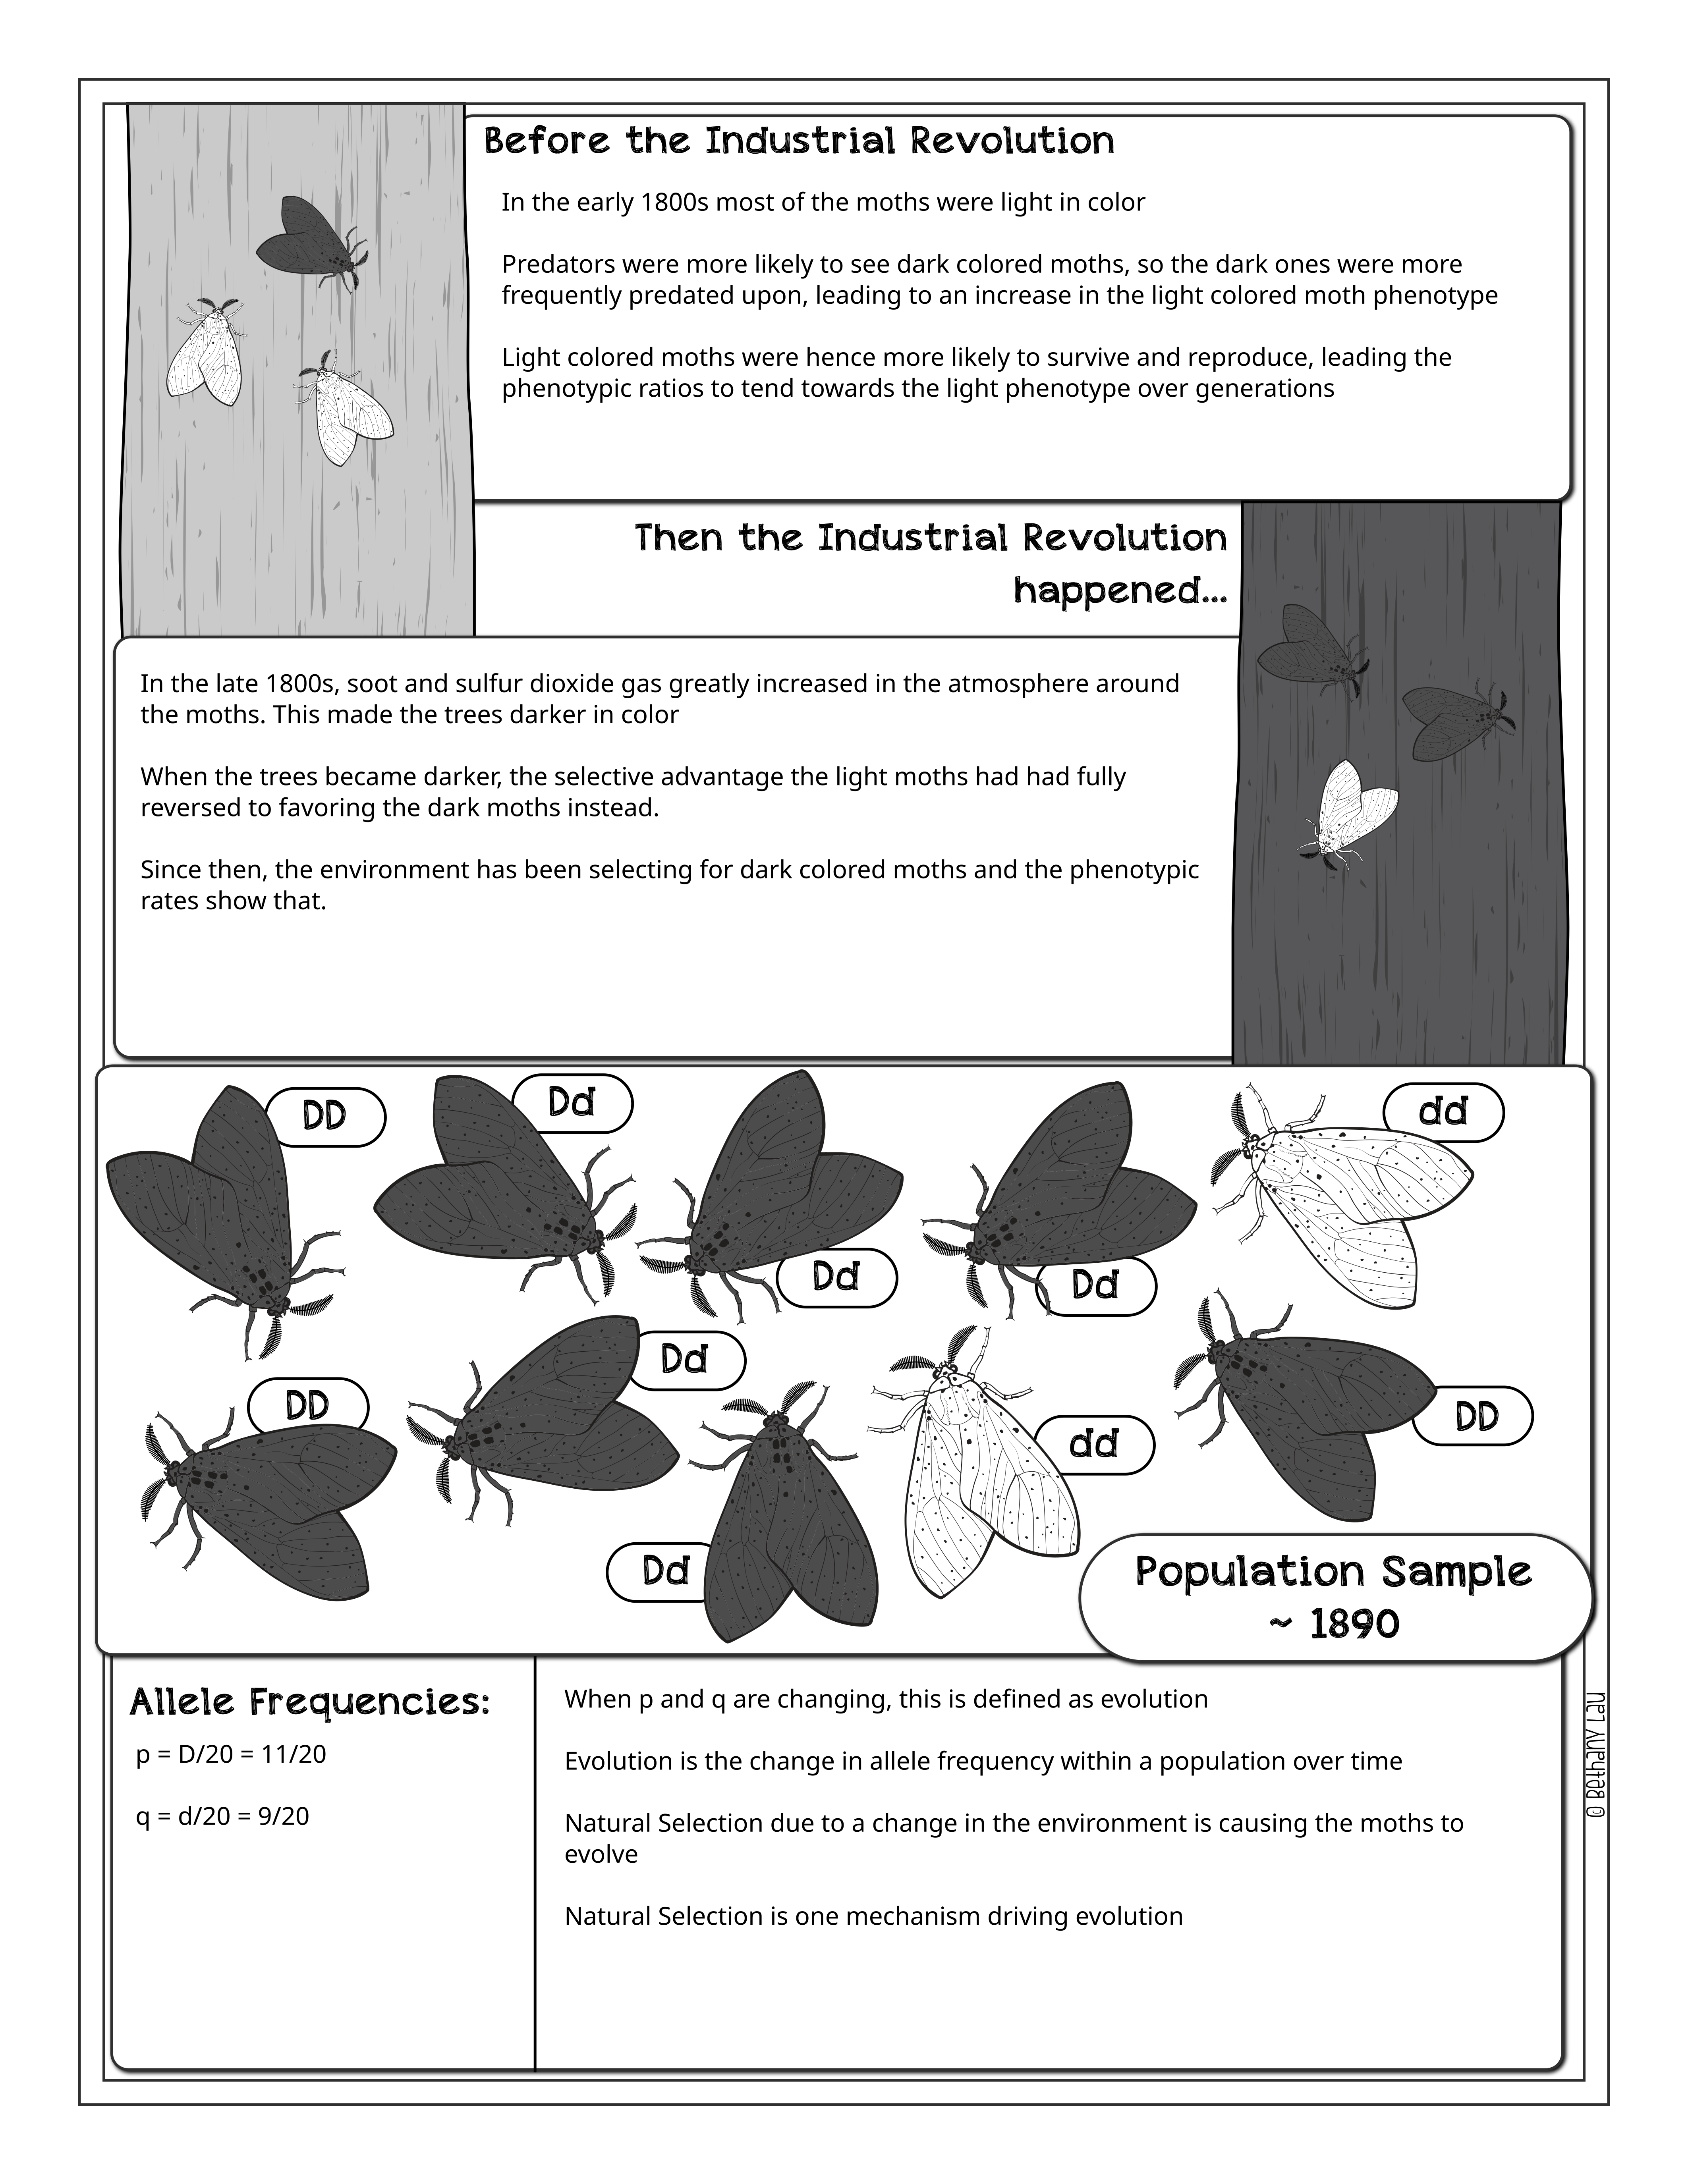 Before the Industrial Revolution
In the early 1800s most of the moths were light in color
Predators were more likely to see dark colored moths, so the dark ones were more
frequently predated upon, leading to an increase in the light colored moth phenotype
Light colored moths were hence more likely to survive and reproduce, leading the
phenotypic ratios to tend towards the light phenotype over generations
Then the Industrial Revolution
happened...
In the late 1800s, soot and sulfur dioxide gas greatly increased in the atmosphere around
the moths. This made the trees darker in color
When the trees became darker, the selective advantage the light moths had had fully
reversed to favoring the dark moths instead.
Since then, the environment has been selecting for dark colored moths and the phenotypic
rates show that.
DD
Dd
Dd
Dd
dd
DD
Dd
Dd
dd
DD
Population Sample
~ 1890
Allele Frequencies:
p = D/20 = 11/20
q = d/20 = 9/20
When p and q are changing, this is defined as evolution
Evolution is the change in allele frequency within a population over time
Natural Selection due to a change in the environment is causing the moths to
evolve
Natural Selection is one mechanism driving evolution
© Bethany Lau